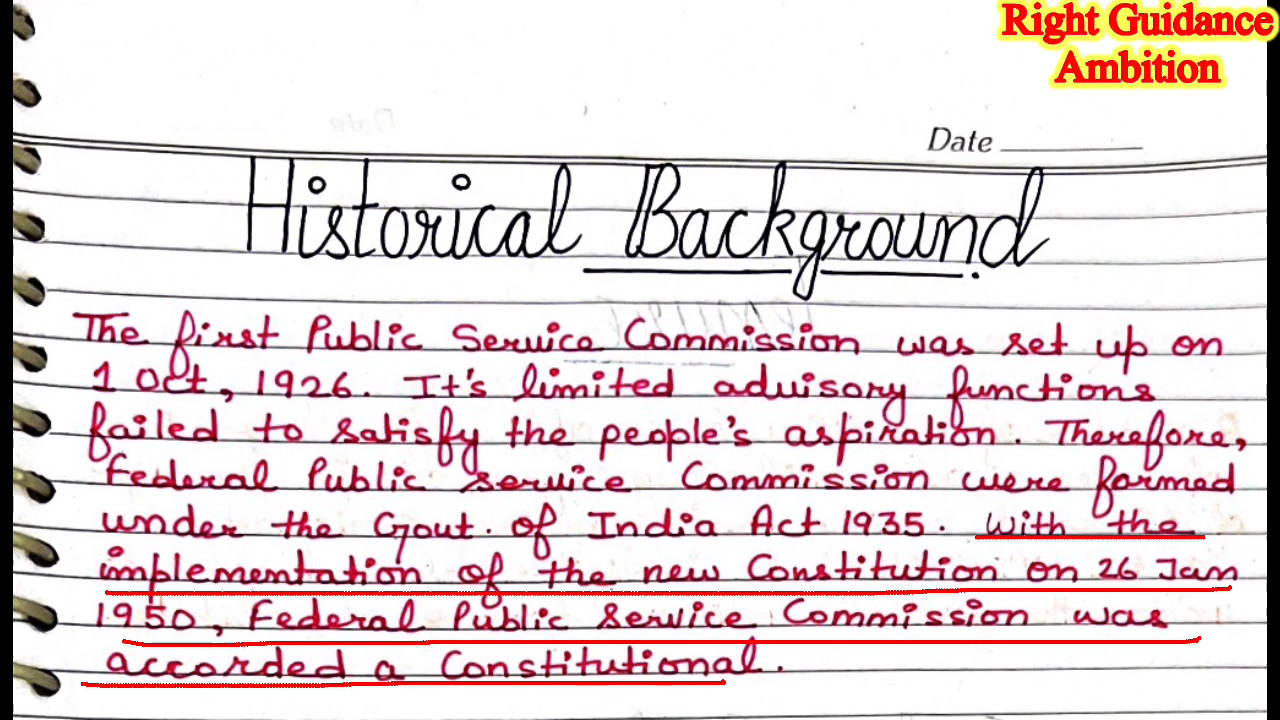 Right Guidance
Ambition
Date
Historical Background
The first Public Service Commission was set up on
1 Oct, 1926. It's limited advisory functions
failed to satisfy the people's aspiration. Therefore,
Federal Public service Commission were formed
under the Govt. of India Act 1935. With the
implementation of the new Constitution on 26 Jan
1950, Federal Public Service Commission was
accorded a Constitutional.